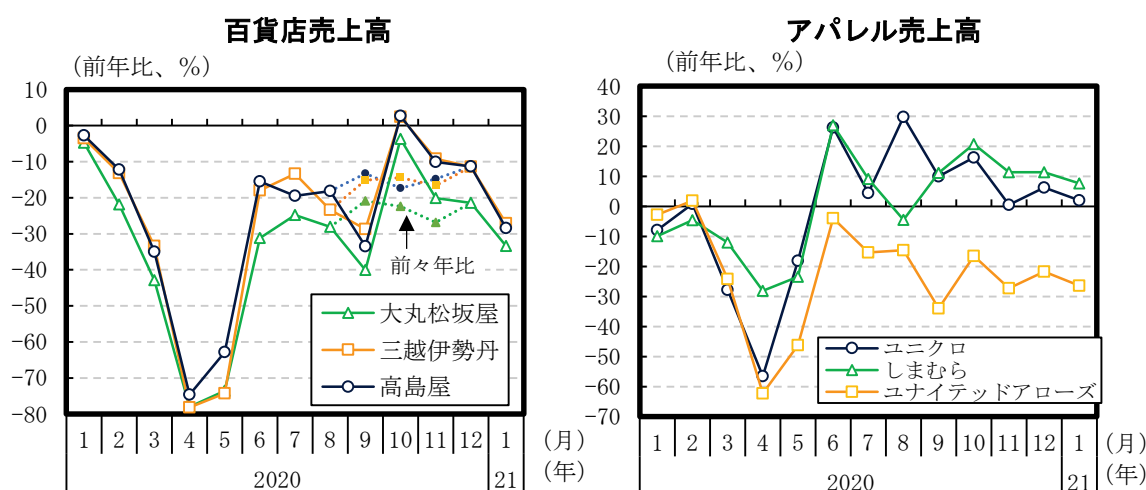 百貨店売上高
(前年比、%)
10
0
-10
-20
-30
-40
-50
-60
-70
-80
前々年比
大丸松坂屋
三越伊勢丹
高島屋
1 2 3 4 5 6 7 8 9 10 11 12 1 (月)
2020 21 (年)
アパレル売上高
(前年比、%)
40
30
20
10
0
-10
-20
-30
-40
-50
-60
-70
ユニクロ
しまむら
ユナイテッドアローズ
1 2 3 4 5 6 7 8 9 10 11 12 1 (月)
2020 21 (年)